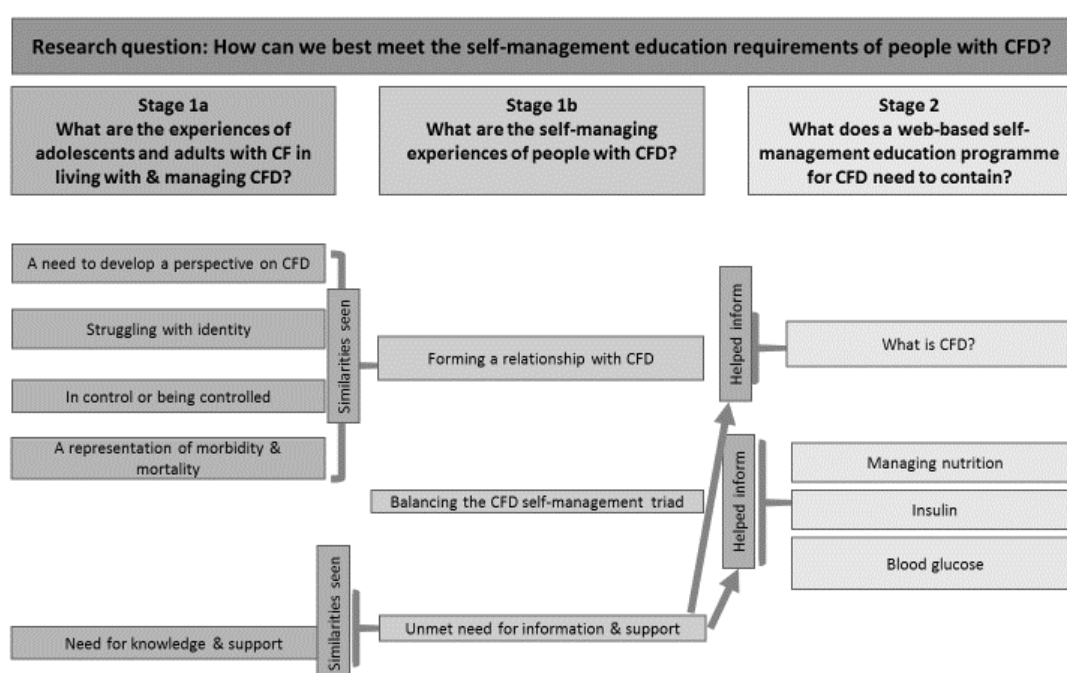 Research question: How can we best meet the self-management education requirements of people with CFD?
Stage 1a
What are the experiences of
adolescents and adults with CF in
living with & managing CFD?
Stage 1b
What are the self-managing
experiences of people with CFD?
Stage 2
What does a web-based self-
management education programme
for CFD need to contain?
A need to develop a perspective on CFD
Struggling with identity
In control or being controlled
A representation of morbidity &
mortality
Similarities seen
Forming a relationship with CFD
Helped inform
What is CFD?
Balancing the CFD self-management triad
Helped inform
Managing nutrition
Insulin
Blood glucose
Need for knowledge & support
Similarities seen
Unmet need for information & support